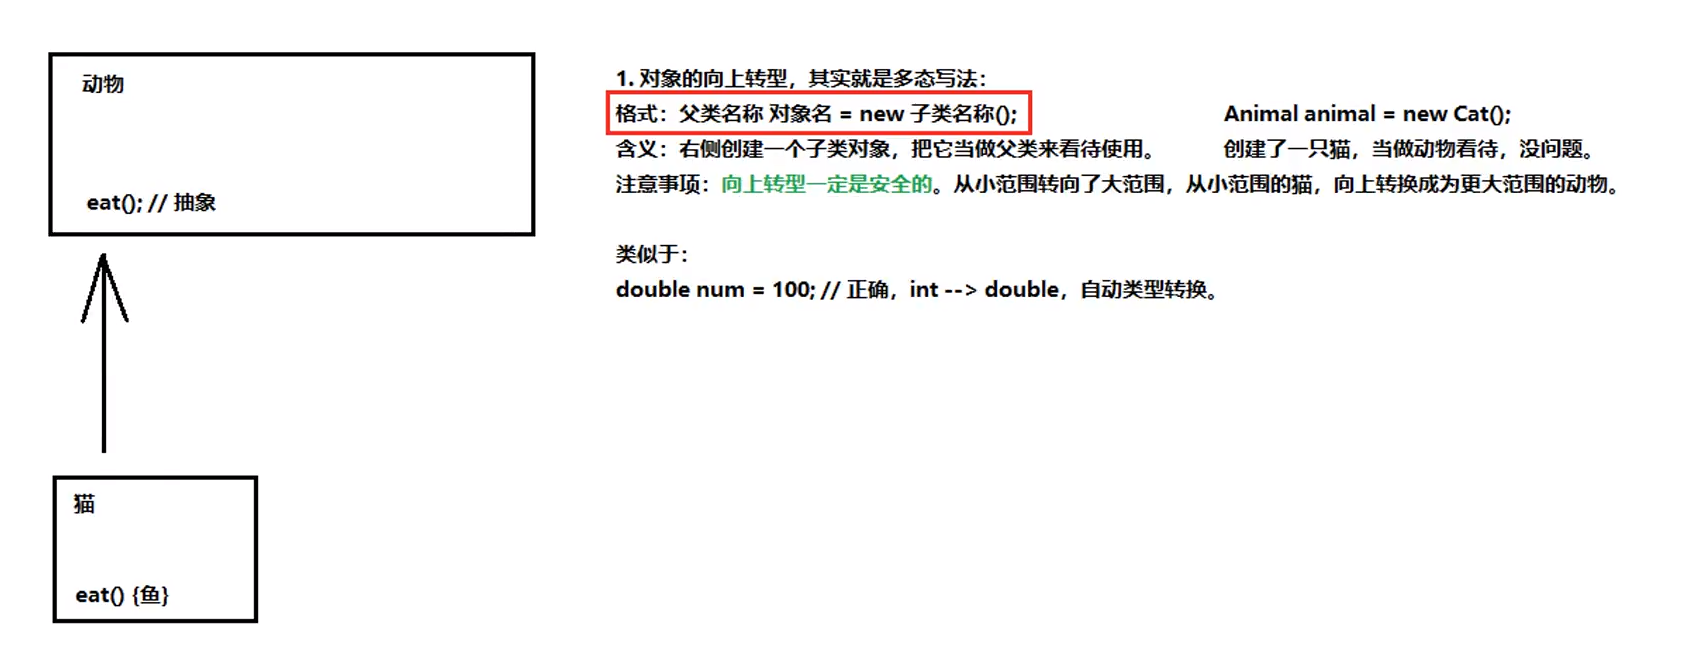 动物
eat(); // 抽象
猫
eat() {鱼}
1. 对象的向上转型，其实就是多态写法：
格式：父类名称 对象名 = new 子类名称(); Animal animal = new Cat();
含义：右侧创建一个子类对象，把它当做父类来看待使用。 创建了一只猫，当做动物看待，没问题。
注意事项：向上转型一定是安全的。从小范围转向了大范围，从小范围的猫，向上转换成为更大范围的动物。
类似于：
double num = 100; // 正确，int --> double，自动类型转换。